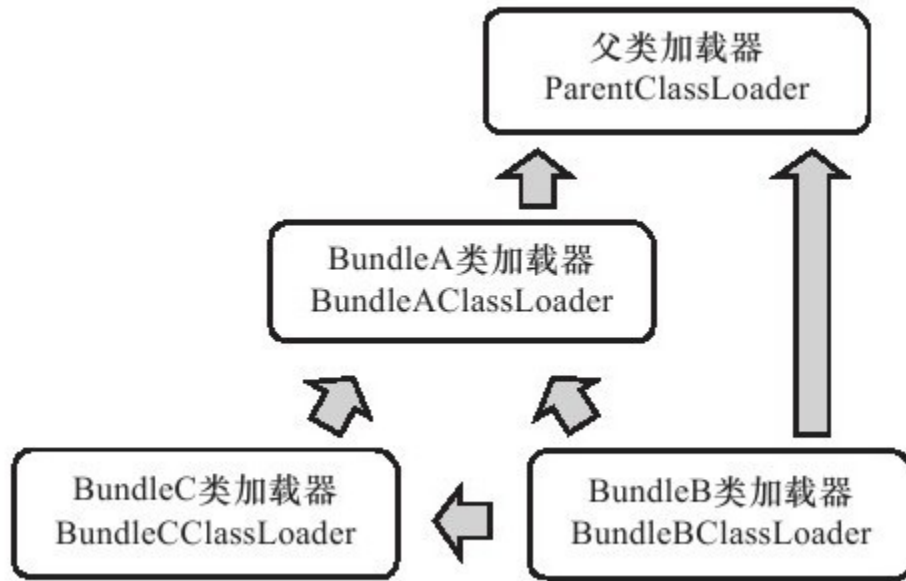 父类加载器
ParentClassLoader
BundleA类加载器
BundleAClassLoader
BundleC类加载器
BundleCClassLoader
BundleB类加载器
BundleBClassLoader